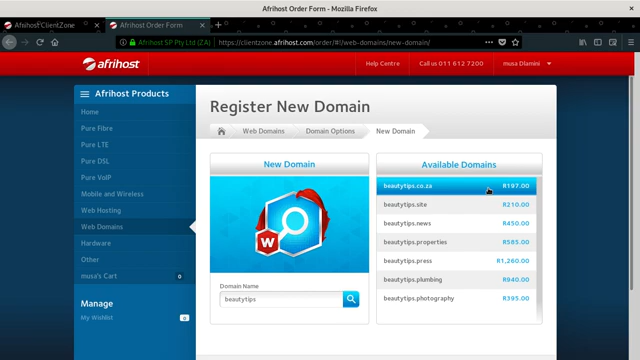 Afrihost Order Form - Mozilla Firefox
Afrihost ClientZone
Afrihost Order Form
Afrihost SP Pty Ltd (ZA)
https://clientzone.afrihost.com/order/#!/web-domains/new-domain/
afrihost
Help Centre
Call us 011 612 7200
musa Dlamini
Afrihost Products
Home
Pure Fibre
Pure LTE
Pure DSL
Pure VoIP
Mobile and Wireless
Web Hosting
Web Domains
Hardware
Other
musa's Cart 0
Manage
My Wishlist 0
Register New Domain
Web Domains
Domain Options
New Domain
New Domain
W
Domain Name
beautytips
Available Domains
beautytips.co.za R197.00
beautytips.site R210.00
beautytips.news R450.00
beautytips.properties R585.00
beautytips.press R1,260.00
beautytips.plumbing R940.00
beautytips.photography R395.00